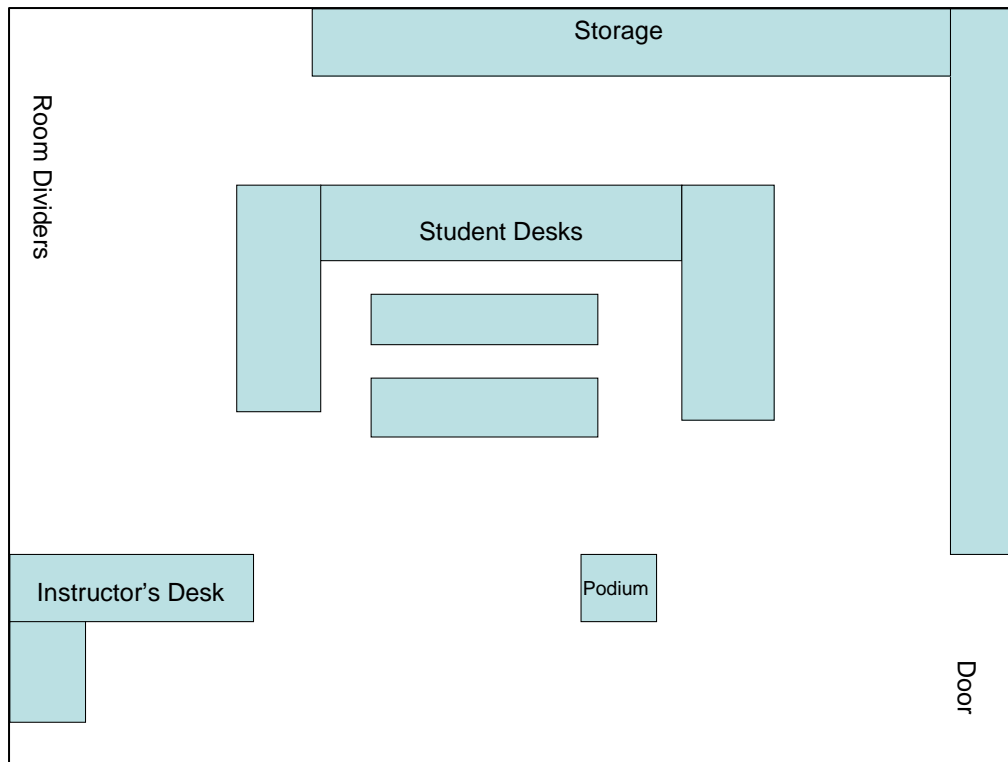 Storage
Room Dividers
Student Desks
Instructor’s Desk
Podium
Door